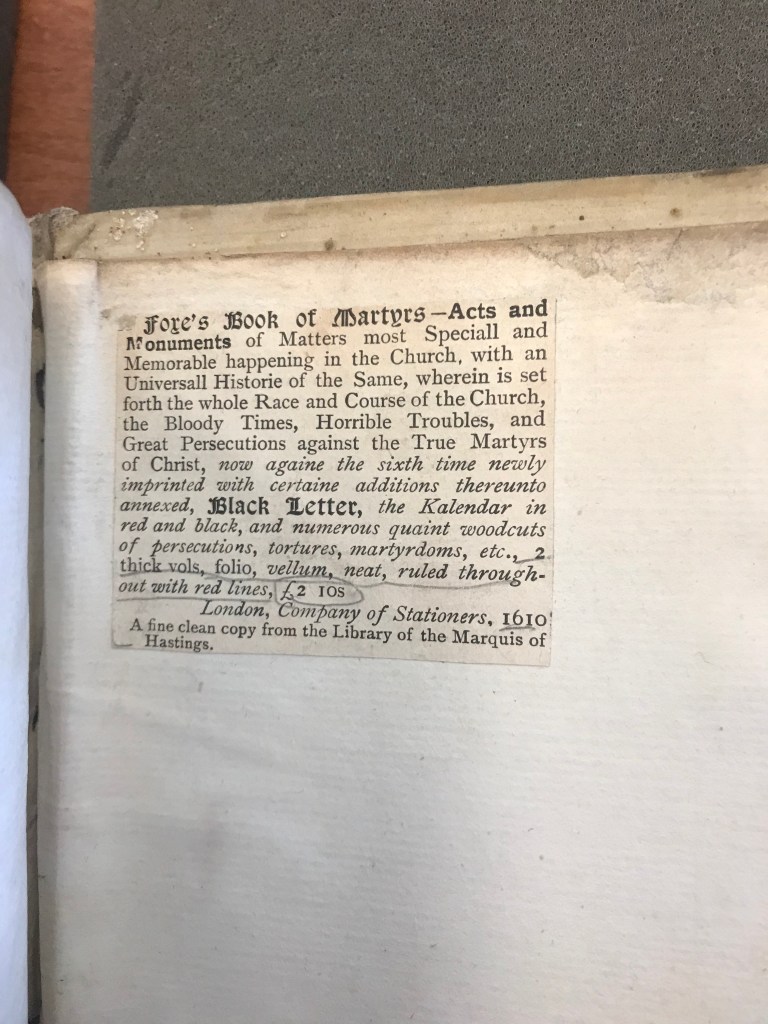 Foxe's Book of Martyrs—Acts and
Monuments of Matters most Speciall and
Memorable happening in the Church, with an
Universall Historie of the Same, wherein is set
forth the whole Race and Course of the Church,
the Bloody Times, Horrible Troubles, and
Great Persecutions against the True Martyrs
of Christ, now againe the sixth time newly
imprinted with certaine additions thereunto
annexed, Black Letter, the Kalendar in
red and black, and numerous quaint woodcuts
of persecutions, tortures, martyrdoms, etc., 2
thick vols, folio, vellum, neat, ruled through-
out with red lines, £2 10s
London, Company of Stationers, 1610
A fine clean copy from the Library of the Marquis of
Hastings.